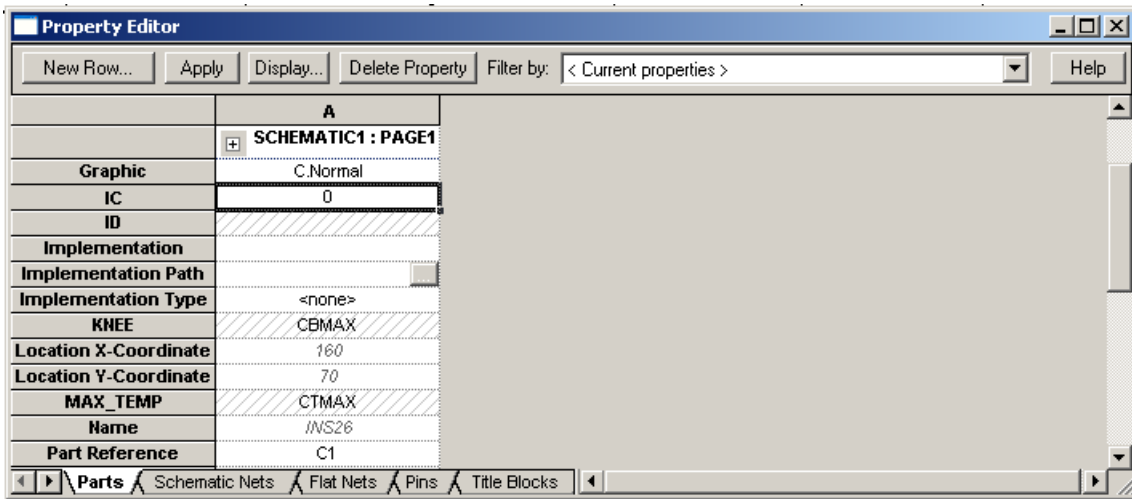 Property Editor
New Row... Apply Display... Delete Property Filter by: < Current properties > Help
A
SCHEMATIC1 : PAGE1
Graphic C.Normal
IC 0
ID
Implementation
Implementation Path ...
Implementation Type <none>
KNEE CBMAX
Location X-Coordinate 160
Location Y-Coordinate 70
MAX_TEMP CTMAX
Name INS26
Part Reference C1
Parts Schematic Nets Flat Nets Pins Title Blocks